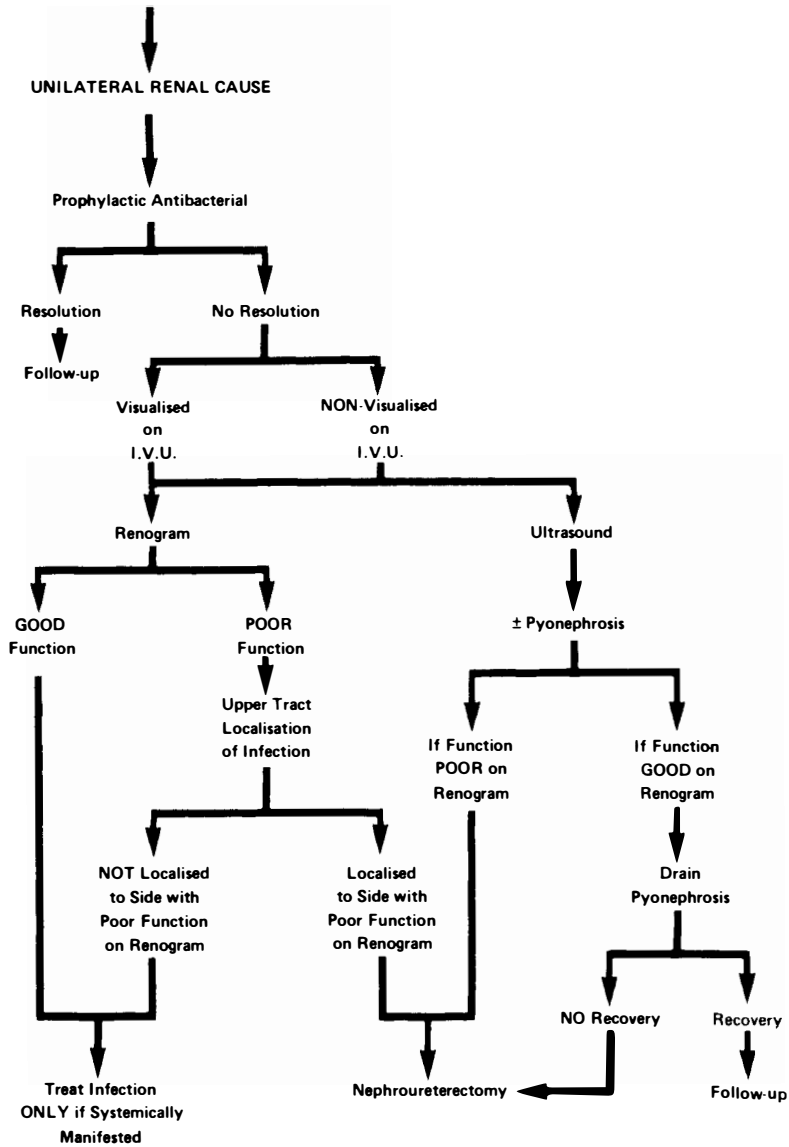 UNILATERAL RENAL CAUSE
Prophylactic Antibacterial
Resolution
No Resolution
Follow-up
Visualised
on
I.V.U.
NON-Visualised
on
I.V.U.
Renogram
Ultrasound
GOOD
Function
POOR
Function
± Pyonephrosis
Upper Tract
Localisation
of Infection
If Function
POOR on
Renogram
If Function
GOOD on
Renogram
NOT Localised
to Side with
Poor Function
on Renogram
Localised
to Side with
Poor Function
on Renogram
Drain
Pyonephrosis
NO Recovery
Recovery
Treat Infection
ONLY if Systemically
Manifested
Nephroureterectomy
Follow-up